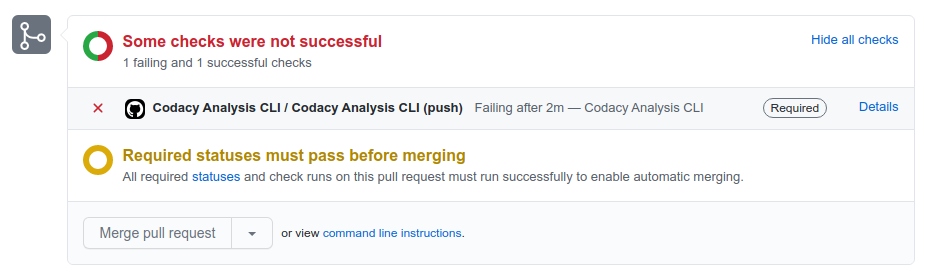 Some checks were not successful
Hide all checks
1 failing and 1 successful checks
Codacy Analysis CLI / Codacy Analysis CLI (push) Failing after 2m — Codacy Analysis CLI Required Details
Required statuses must pass before merging
All required statuses and check runs on this pull request must run successfully to enable automatic merging.
Merge pull request or view command line instructions.